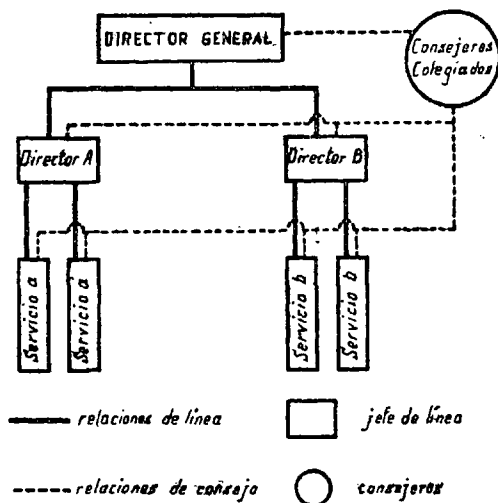 DIRECTOR GENERAL
Consejeros
Colegiados
Director A
Director B
Servicio a
Servicio a
Servicio b
Servicio b
relaciones de línea
jefe de línea
relaciones de consejo
consejeros